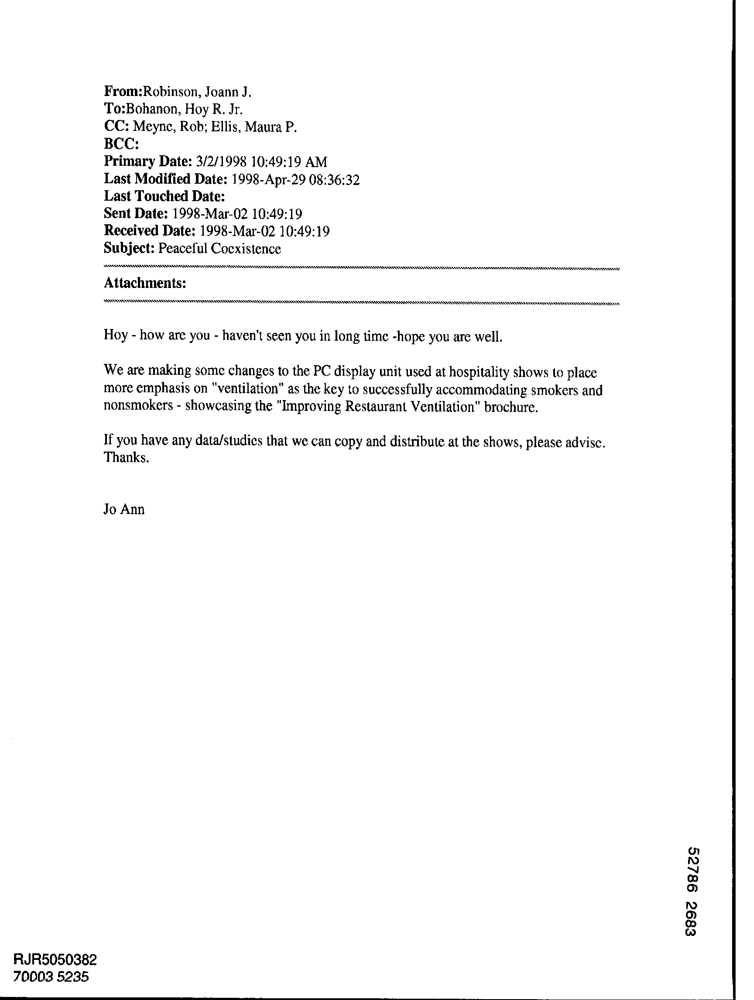 From:Robinson, Joann J.
To:Bohanon, Hoy R. Jr.
CC: Meyne, Rob; Ellis, Maura P.
BCC:
Primary Date: 3/2/1998 10:49:19 AM
Last Modified Date: 1998-Apr-29 08:36:32
Last Touched Date:
Sent Date: 1998-Mar-02 10:49:19
Received Date: 1998-Mar-02 10:49:19
Subject: Peaceful Coexistence
Attachments:
Hoy - how are you - haven't seen you in long time -hope you are well.
We are making some changes to the PC display unit used at hospitality shows to place
more emphasis on "ventilation" as the key to successfully accommodating smokers and
nonsmokers - showcasing the "Improving Restaurant Ventilation" brochure.
If you have any data/studies that we can copy and distribute at the shows, please advise.
Thanks.
Jo Ann
52786 2683
RJR5050382
70003 5235